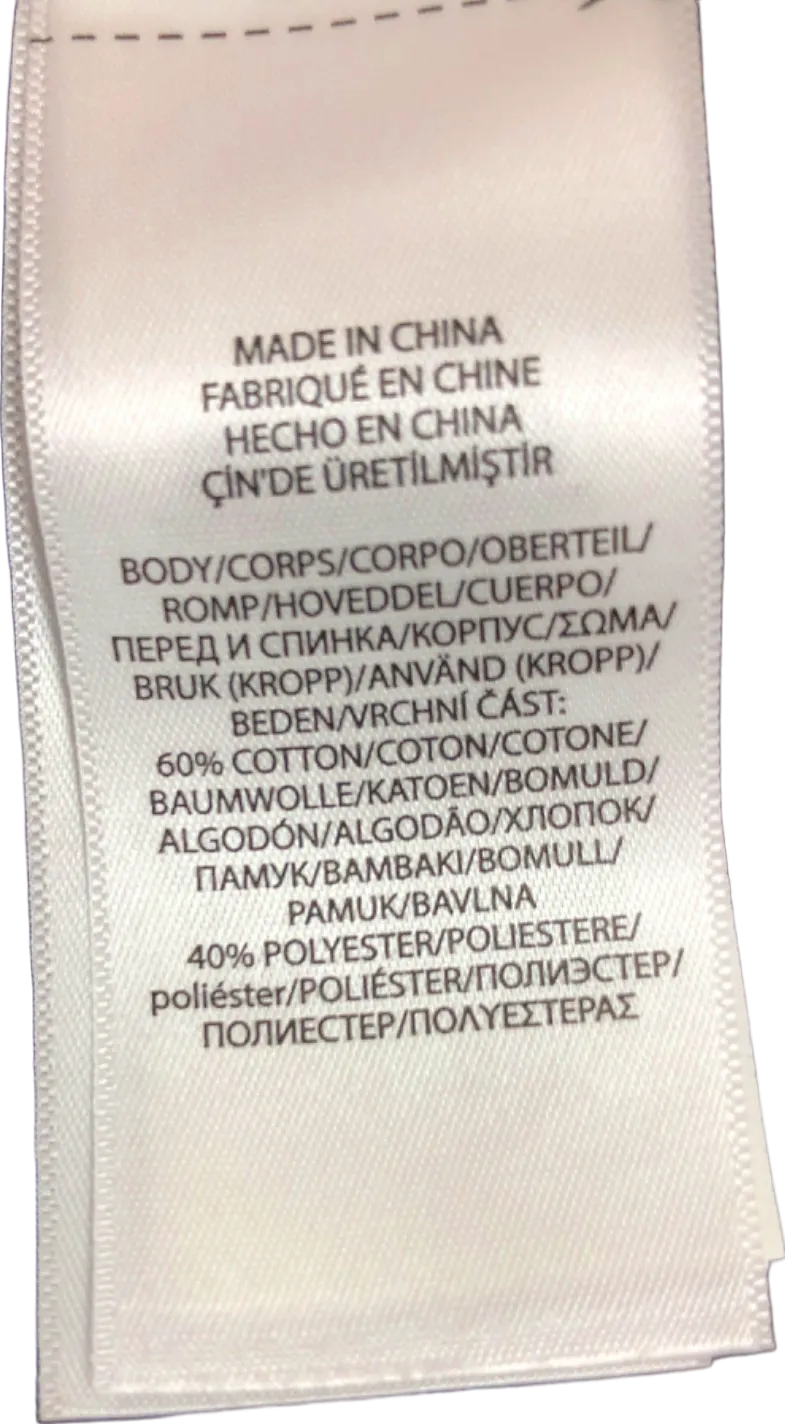 MADE IN CHINA
FABRIQUÉ EN CHINE
HECHO EN CHINA
ÇİN'DE ÜRETİLMİŞTİR
BODY/CORPS/CORPO/OBERTEIL/
ROMP/HOVEDDEL/CUERPO/
ПЕРЕД И СПИНКА/КОРПУС/ΣΩΜΑ/
BRUK (KROPP)/ANVÄND (KROPP)/
BEDEN/VRCHNÍ ČÁST:
60% COTTON/COTON/COTONE/
BAUMWOLLE/KATOEN/BOMULD/
ALGODÓN/ALGODÃO/ХЛОПОК/
ПАМУК/ΒΑΜΒΑΚΙ/BOMULL/
PAMUK/BAVLNA
40% POLYESTER/POLIESTERE/
poliéster/POLIÉSTER/ПОЛИЭСТЕР/
ПОЛИЕСТЕР/ΠΟΛΥΕΣΤΕΡΑΣ